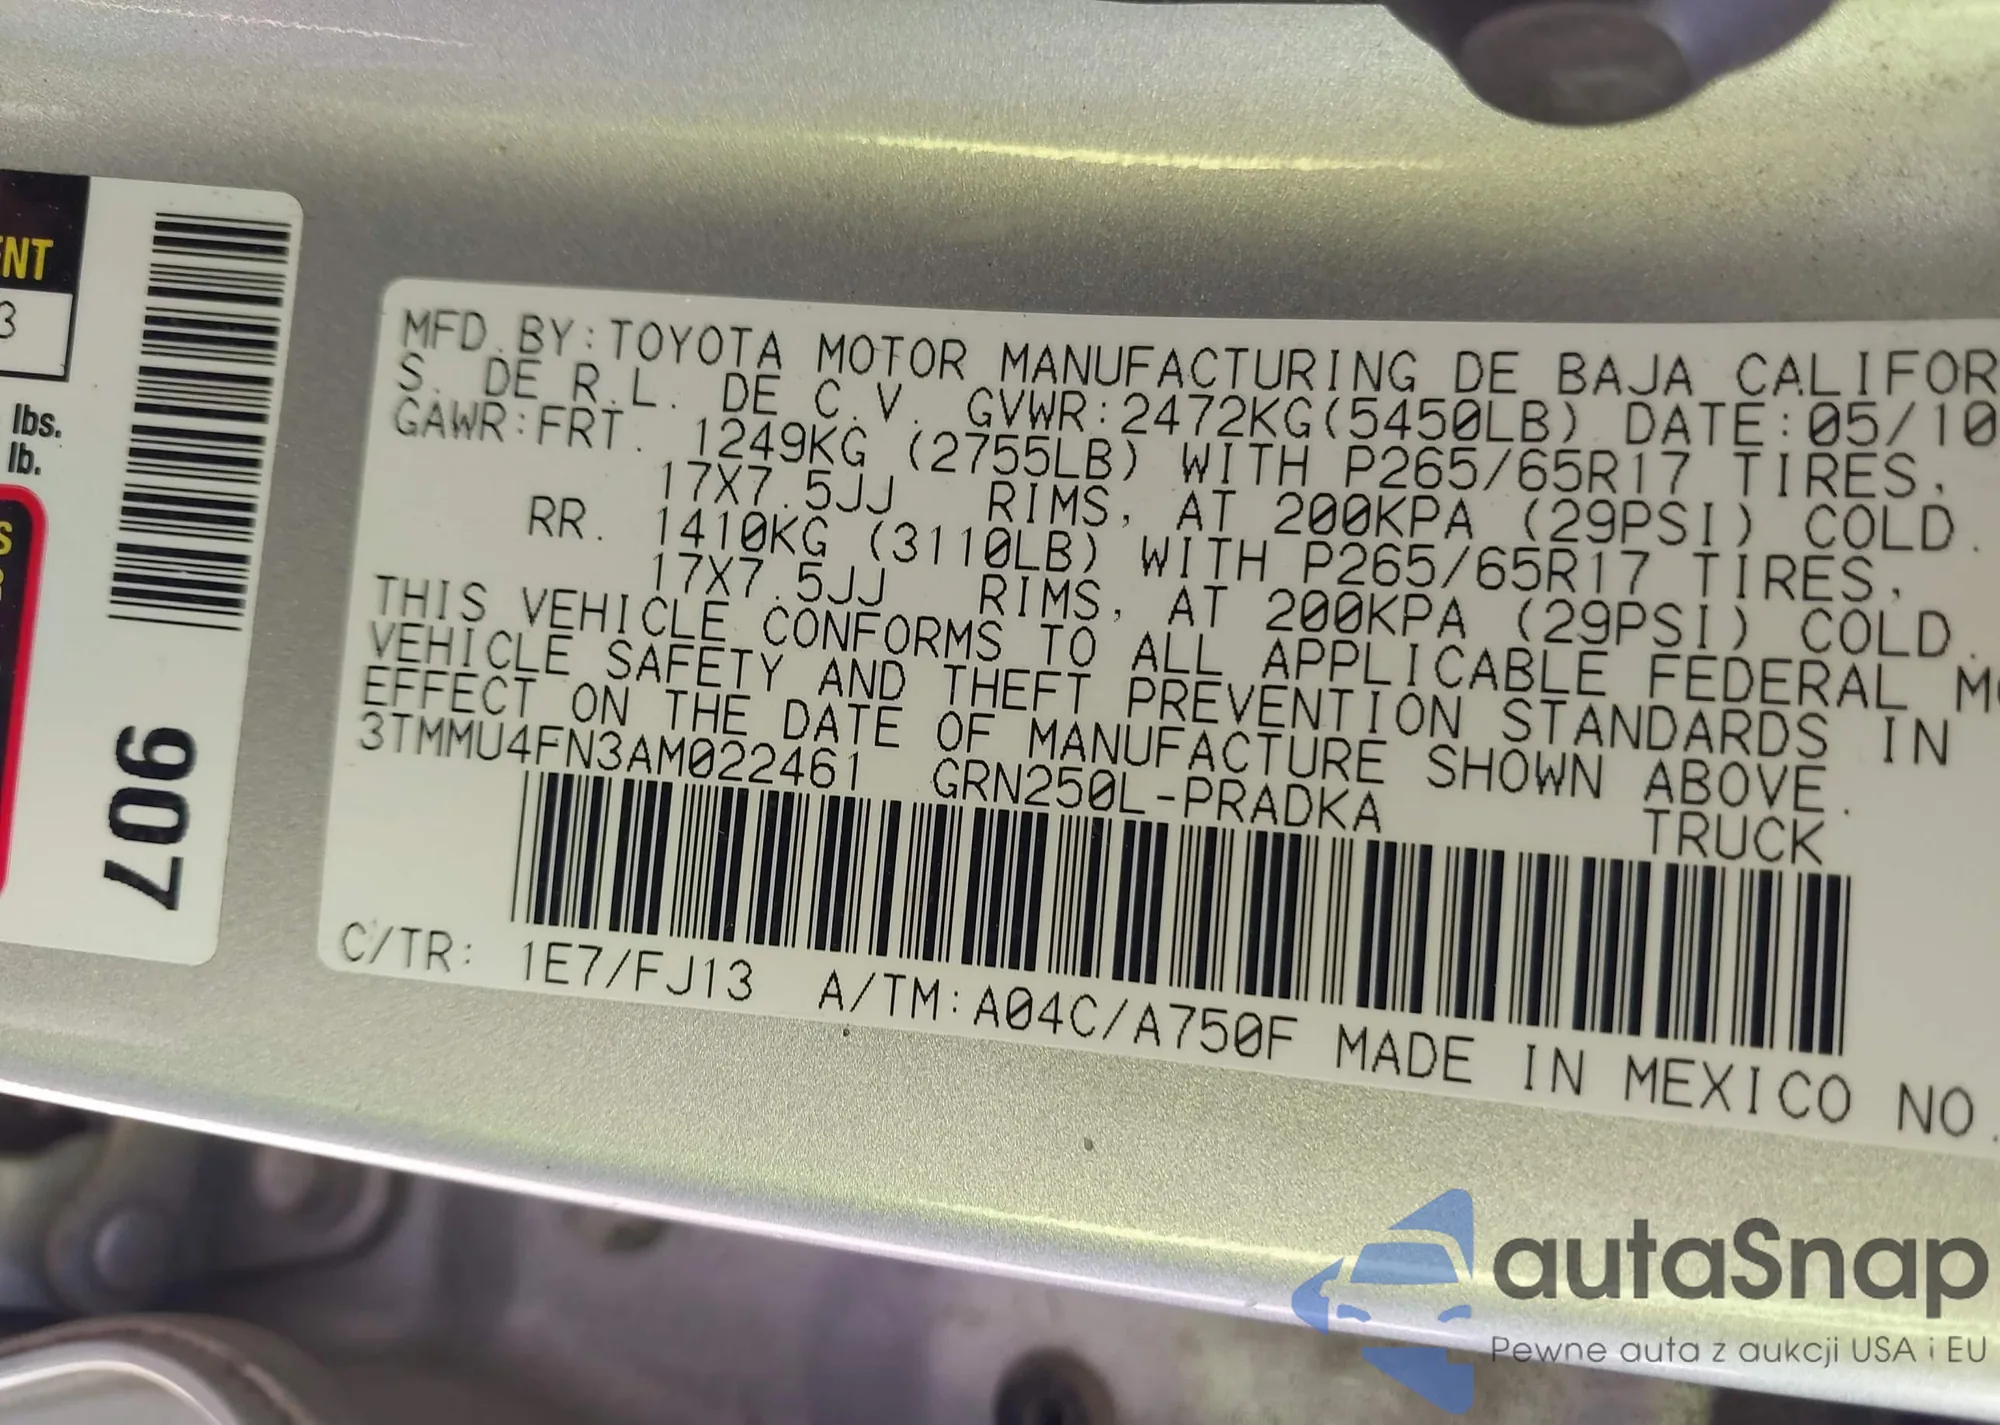 ENT
3
lbs.
lb.
S
907
MFD.BY:TOYOTA MOTOR MANUFACTURING DE BAJA CALIFOR
S. DE R.L. DE C.V. GVWR:2472KG(5450LB) DATE:05/10
GAWR:FRT. 1249KG (2755LB) WITH P265/65R17 TIRES,
17X7.5JJ RIMS, AT 200KPA (29PSI) COLD.
RR. 1410KG (3110LB) WITH P265/65R17 TIRES,
17X7.5JJ RIMS, AT 200KPA (29PSI) COLD.
THIS VEHICLE CONFORMS TO ALL APPLICABLE FEDERAL MO
VEHICLE SAFETY AND THEFT PREVENTION STANDARDS IN
EFFECT ON THE DATE OF MANUFACTURE SHOWN ABOVE.
3TMMU4FN3AM022461 GRN250L-PRADKA TRUCK
C/TR: 1E7/FJ13 A/TM:A04C/A750F MADE IN MEXICO NO.
autaSnap
Pewne auta z aukcji USA i EU